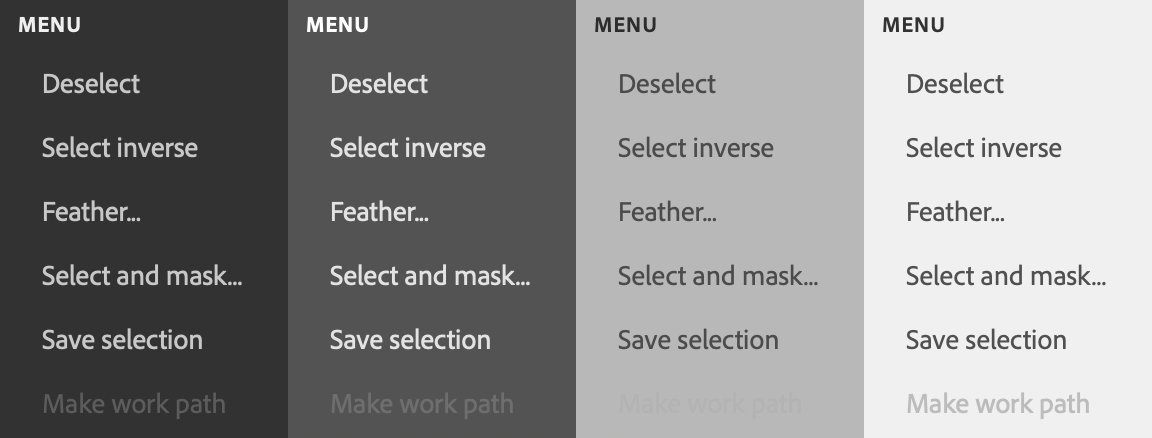 MENU
Deselect
Select inverse
Feather...
Select and mask...
Save selection
Make work path
MENU
Deselect
Select inverse
Feather...
Select and mask...
Save selection
Make work path
MENU
Deselect
Select inverse
Feather...
Select and mask...
Save selection
Make work path
MENU
Deselect
Select inverse
Feather...
Select and mask...
Save selection
Make work path